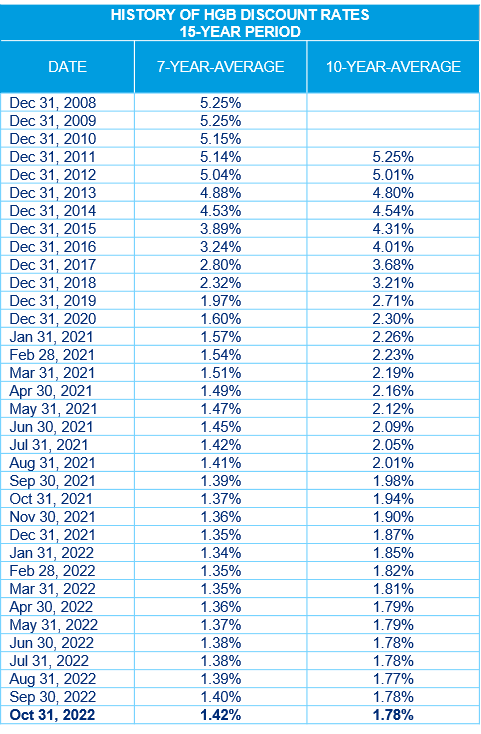 HISTORY OF HGB DISCOUNT RATES
15-YEAR PERIOD
DATE 7-YEAR-AVERAGE 10-YEAR-AVERAGE
Dec 31, 2008 5.25%
Dec 31, 2009 5.25%
Dec 31, 2010 5.15%
Dec 31, 2011 5.14% 5.25%
Dec 31, 2012 5.04% 5.01%
Dec 31, 2013 4.88% 4.80%
Dec 31, 2014 4.53% 4.54%
Dec 31, 2015 3.89% 4.31%
Dec 31, 2016 3.24% 4.01%
Dec 31, 2017 2.80% 3.68%
Dec 31, 2018 2.32% 3.21%
Dec 31, 2019 1.97% 2.71%
Dec 31, 2020 1.60% 2.30%
Jan 31, 2021 1.57% 2.26%
Feb 28, 2021 1.54% 2.23%
Mar 31, 2021 1.51% 2.19%
Apr 30, 2021 1.49% 2.16%
May 31, 2021 1.47% 2.12%
Jun 30, 2021 1.45% 2.09%
Jul 31, 2021 1.42% 2.05%
Aug 31, 2021 1.41% 2.01%
Sep 30, 2021 1.39% 1.98%
Oct 31, 2021 1.37% 1.94%
Nov 30, 2021 1.36% 1.90%
Dec 31, 2021 1.35% 1.87%
Jan 31, 2022 1.34% 1.85%
Feb 28, 2022 1.35% 1.82%
Mar 31, 2022 1.35% 1.81%
Apr 30, 2022 1.36% 1.79%
May 31, 2022 1.37% 1.79%
Jun 30, 2022 1.38% 1.78%
Jul 31, 2022 1.38% 1.78%
Aug 31, 2022 1.39% 1.77%
Sep 30, 2022 1.40% 1.78%
Oct 31, 2022 1.42% 1.78%